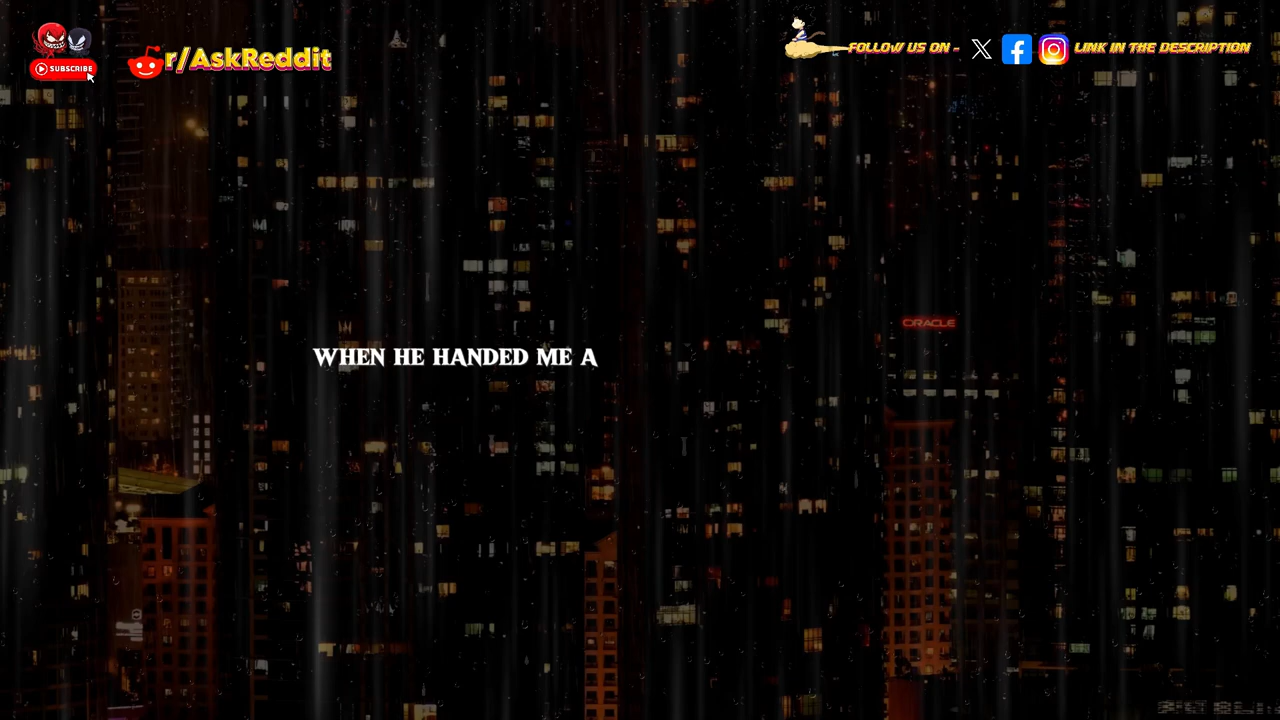 SUBSCRIBE
r/AskReddit
FOLLOW US ON -
LINK IN THE DESCRIPTION
ORACLE
WHEN HE HANDED ME A